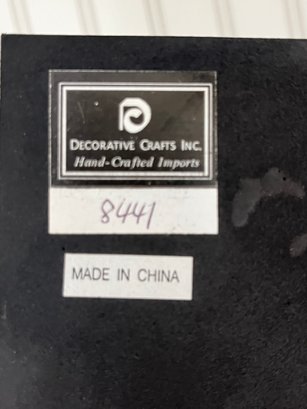 DECORATIVE CRAFTS INC.
Hand-Crafted Imports
8441
MADE IN CHINA